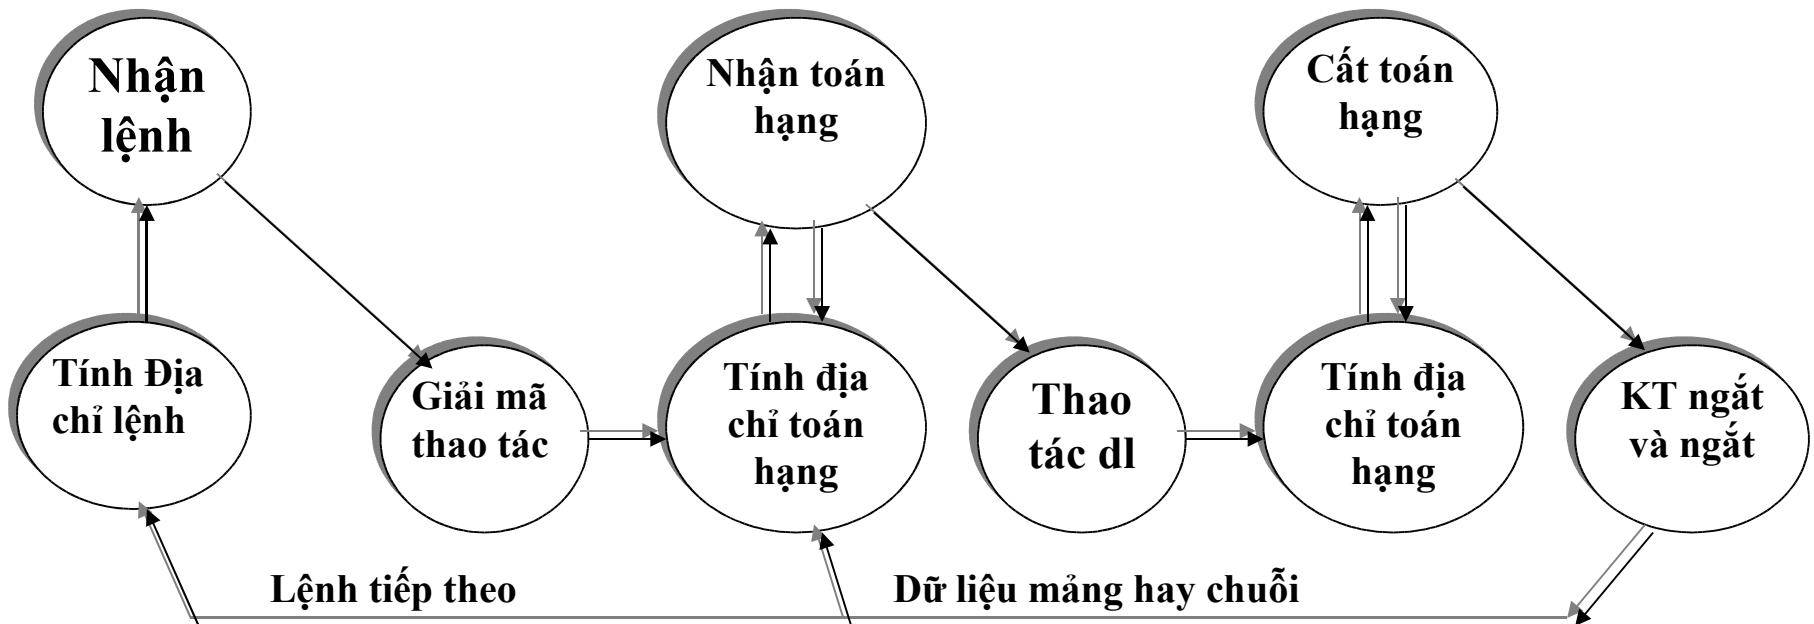 Nhận
lệnh
Nhận toán
hạng
Cất toán
hạng
Tính Địa
chỉ lệnh
Giải mã
thao tác
Tính địa
chỉ toán
hạng
Thao
tác dl
Tính địa
chỉ toán
hạng
KT ngắt
và ngắt
Lệnh tiếp theo
Dữ liệu mảng hay chuỗi